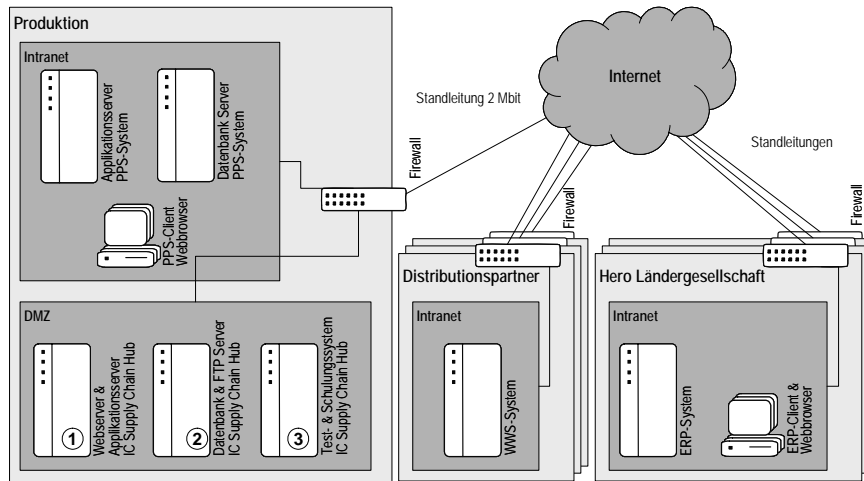 Produktion
Intranet
Applikationsserver
PPS-System
Datenbank Server
PPS-System
PPS-Client
Webbrowser
Firewall
Standleitung 2 Mbit
Internet
Standleitungen
DMZ
Webserver &
Applikationsserver
IC Supply Chain Hub
1
Datenbank & FTP Server
IC Supply Chain Hub
2
Test- & Schulungssystem
IC Supply Chain Hub
3
Firewall
Distributionspartner
Intranet
WWS-System
Firewall
Hero Ländergesellschaft
Intranet
ERP-System
ERP-Client &
Webbrowser